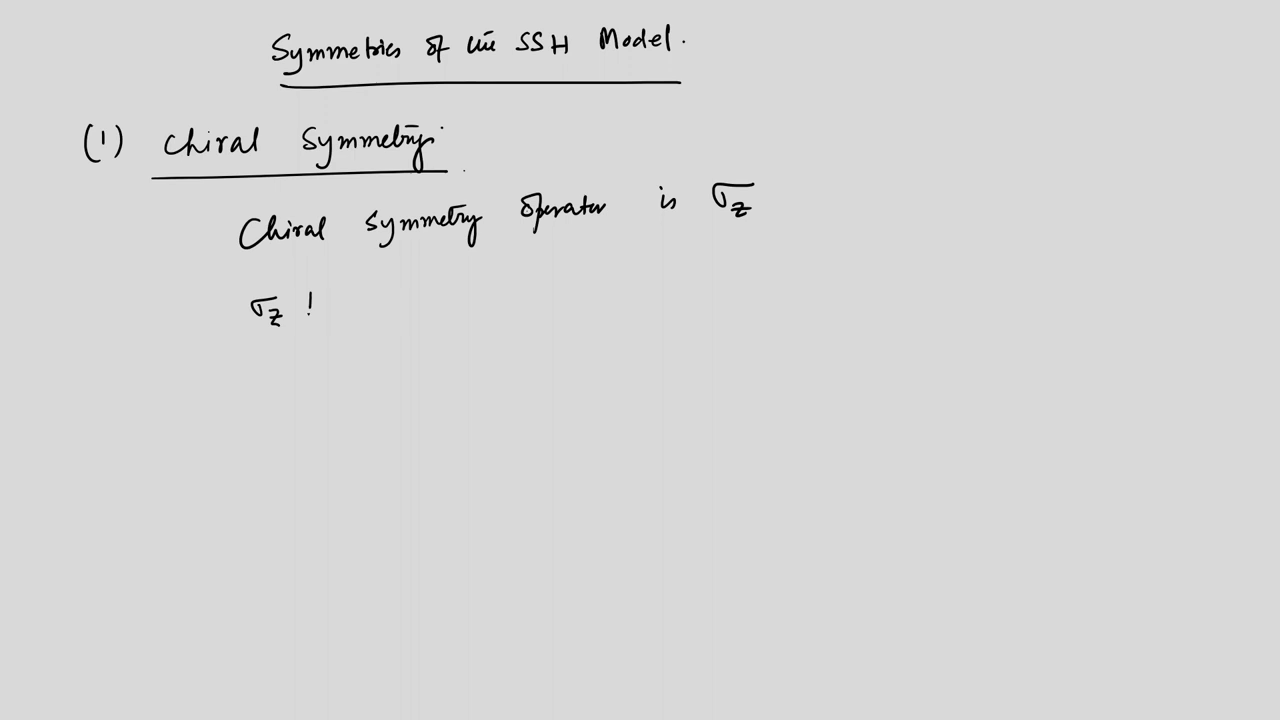 Symmetries of the SSH Model.
(1) Chiral Symmetry.
Chiral symmetry operator is σz
σz !